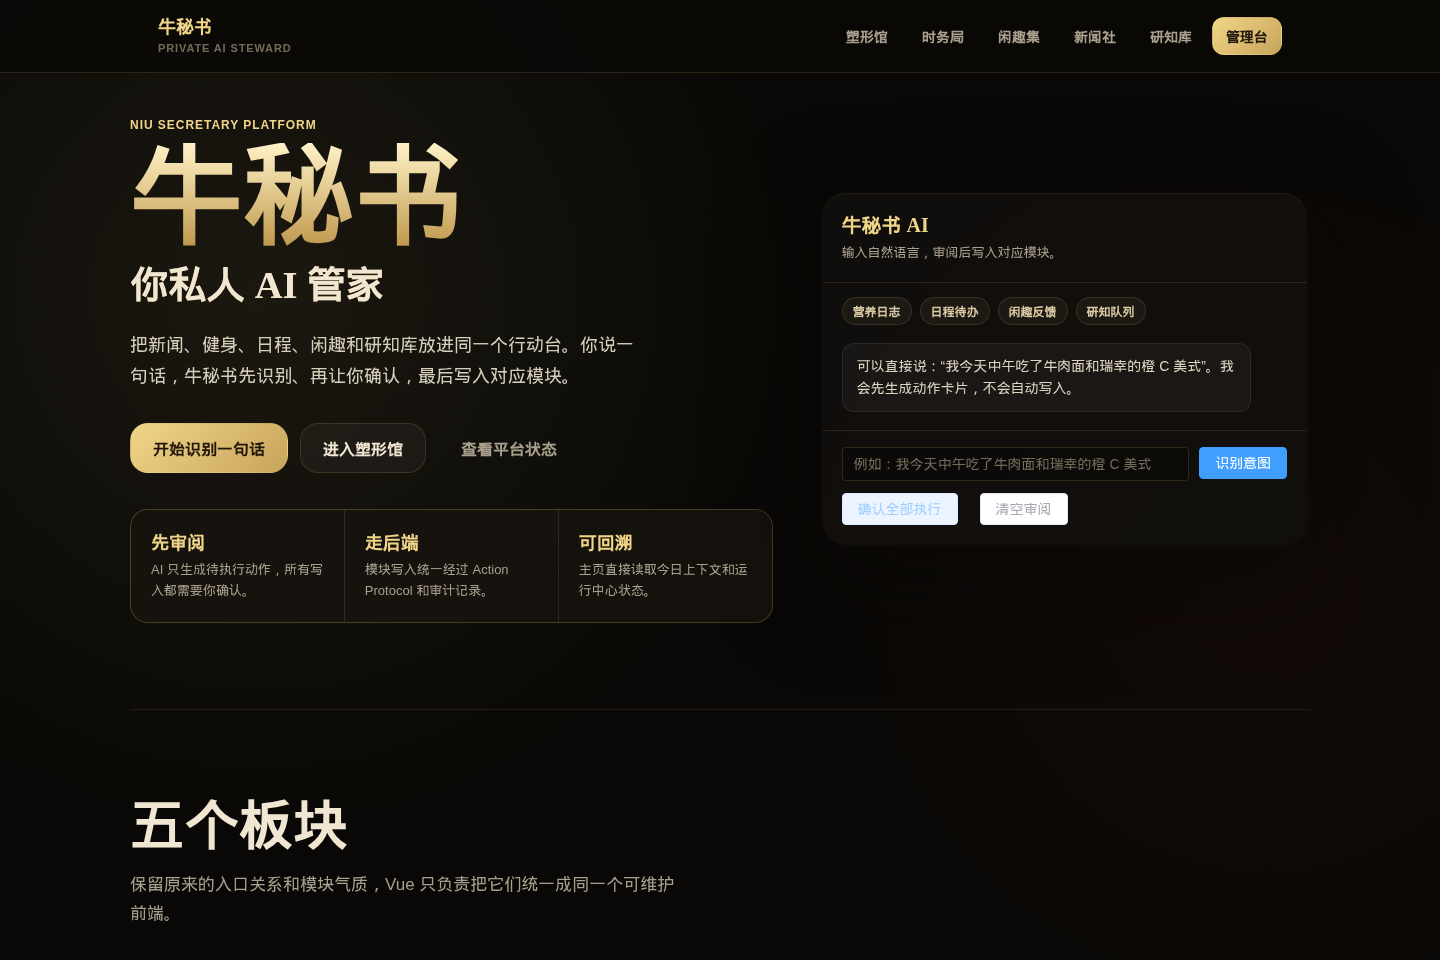 牛秘书
PRIVATE AI STEWARD
塑形馆 时务局 闲趣集 新闻社 研知库 管理台
NIU SECRETARY PLATFORM
牛秘书
你私人 AI 管家
把新闻、健身、日程、闲趣和研知库放进同一个行动台。你说一
句话，牛秘书先识别、再让你确认，最后写入对应模块。
开始识别一句话 进入塑形馆 查看平台状态
先审阅
AI 只生成待执行动作，所有写
入都需要你确认。
走后端
模块写入统一经过 Action
Protocol 和审计记录。
可回溯
主页直接读取今日上下文和运
行中心状态。
牛秘书 AI
输入自然语言，审阅后写入对应模块。
营养日志 日程待办 闲趣反馈 研知队列
可以直接说：“我今天中午吃了牛肉面和瑞幸的橙 C 美式”。我
会先生成动作卡片，不会自动写入。
例如：我今天中午吃了牛肉面和瑞幸的橙 C 美式 识别意图
确认全部执行 清空审阅
五个板块
保留原来的入口关系和模块气质，Vue 只负责把它们统一成同一个可维护
前端。